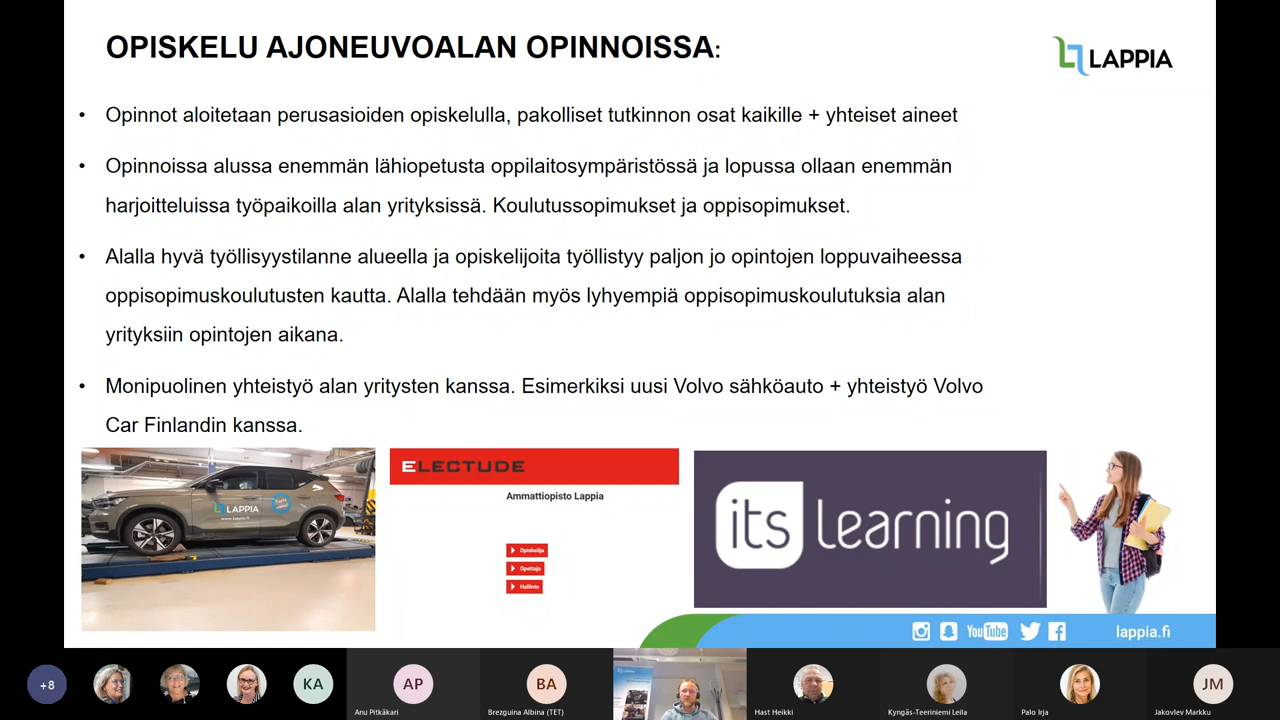 OPISKELU AJONEUVOALAN OPINNOISSA:
LAPPIA
• Opinnot aloitetaan perusasioiden opiskelulla, pakolliset tutkinnon osat kaikille + yhteiset aineet
• Opinnoissa alussa enemmän lähiopetusta oppilaitosympäristössä ja lopussa ollaan enemmän
harjoitteluissa työpaikoilla alan yrityksissä. Koulutussopimukset ja oppisopimukset.
• Alalla hyvä työllisyystilanne alueella ja opiskelijoita työllistyy paljon jo opintojen loppuvaiheessa
oppisopimuskoulutusten kautta. Alalla tehdään myös lyhyempiä oppisopimuskoulutuksia alan
yrityksiin opintojen aikana.
• Monipuolinen yhteistyö alan yritysten kanssa. Esimerkiksi uusi Volvo sähköauto + yhteistyö Volvo
Car Finlandin kanssa.
LAPPIA
www.lappia.fi
ELECTUDE
Ammattiopisto Lappia
Opiskelija
Opettaja
Hallinto
its learning
YouTube
lappia.fi
+8
KA
AP
BA
JM
Anu Pitkäkari
Brezguina Albina (TET)
Hast Heikki
Kyngäs-Teeriniemi Leila
Palo Irja
Jakovlev Markku